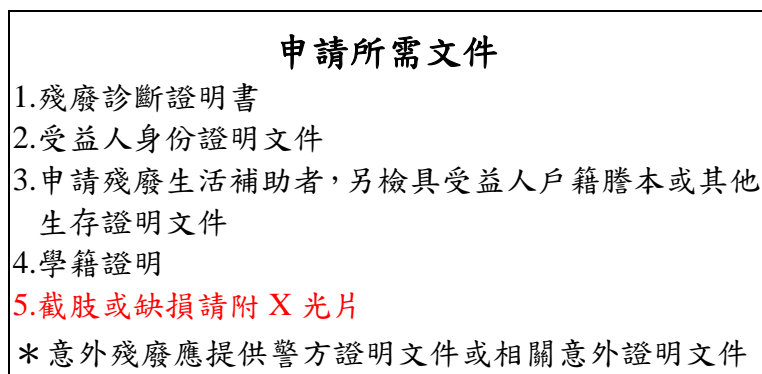 申請所需文件
1.殘廢診斷證明書
2.受益人身份證明文件
3.申請殘廢生活補助者，另檢具受益人戶籍謄本或其他
生存證明文件
4.學籍證明
5.截肢或缺損請附 X 光片
＊意外殘廢應提供警方證明文件或相關意外證明文件